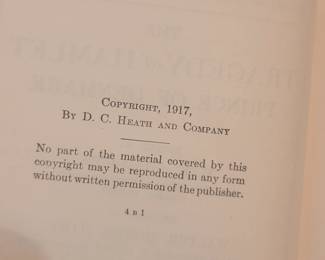 COPYRIGHT, 1917,
BY D. C. HEATH AND COMPANY
No part of the material covered by this
copyright may be reproduced in any form
without written permission of the publisher.
4 B 1